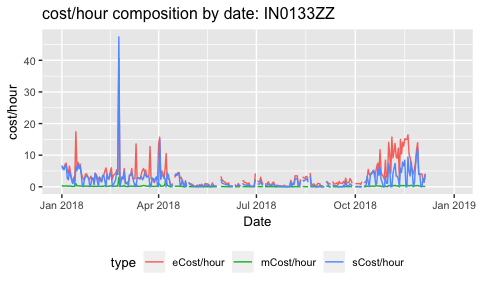 cost/hour composition by date: IN0133ZZ
cost/hour
40
30
20
10
0
Jan 2018 Apr 2018 Jul 2018 Oct 2018 Jan 2019
Date
type eCost/hour mCost/hour sCost/hour